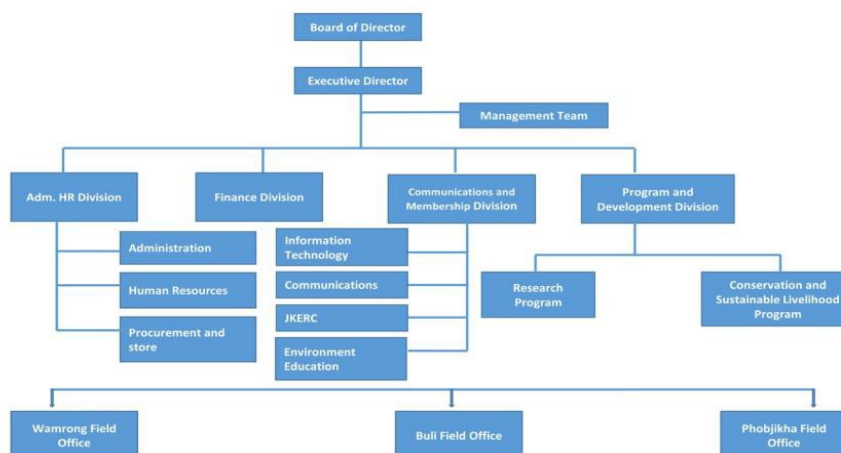 Board of Director
Executive Director
Management Team
Adm. HR Division
Finance Division
Communications and
Membership Division
Program and
Development Division
Administration
Human Resources
Procurement and
store
Information
Technology
Communications
JKERC
Environment
Education
Research
Program
Conservation and
Sustainable Livelihood
Program
Wamrong Field
Office
Buli Field Office
Phobjikha Field
Office